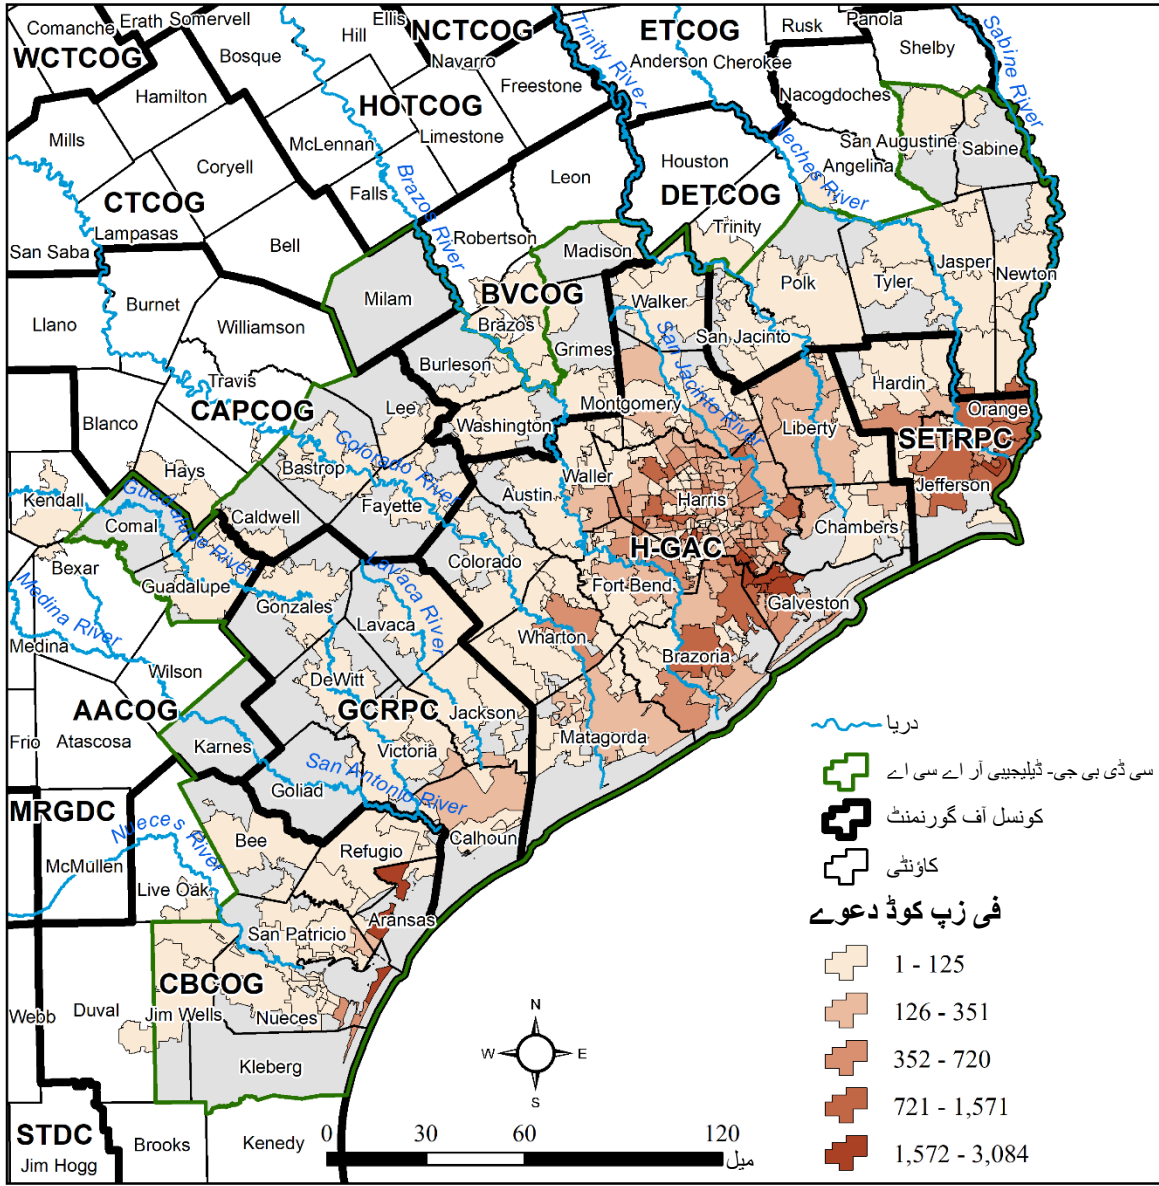 Comanche
Erath
Somervell
Ellis
Hill
NCTCOG
Navarro
ETCOG
Anderson
Cherokee
Rusk
Panola
Shelby
WCTCOG
Bosque
Freestone
Trinity River
Sabine River
Hamilton
HOTCOG
Limestone
McLennan
Nacogdoches
San Augustine
Sabine
Angelina
Neches River
Mills
Coryell
Falls
Leon
Houston
DETCOG
Trinity
CTCOG
Lampasas
Bell
Brazos River
Robertson
Madison
San Saba
Burnet
Milam
BVCOG
Brazos
Walker
Polk
Tyler
Jasper
Newton
Llano
Williamson
Burleson
Grimes
San Jacinto
San Jacinto River
Travis
CAPCOG
Lee
Washington
Montgomery
Liberty
Hardin
Orange
SETRPC
Jefferson
Blanco
Hays
Bastrop
Colorado River
Fayette
Austin
Waller
Harris
Chambers
Kendall
Guadalupe River
Comal
Caldwell
H-GAC
Bexar
Guadalupe
Gonzales
Lavaca River
Lavaca
Colorado
Fort Bend
Galveston
Medina River
Medina
Wilson
DeWitt
Wharton
Brazoria
AACOG
Frio
Atascosa
Karnes
GCRPC
Victoria
Jackson
Matagorda
Goliad
San Antonio River
Calhoun
MRGDC
Nueces River
McMullen
Live Oak
Bee
Refugio
Aransas
San Patricio
CBCOG
Webb
Duval
Jim Wells
Nueces
Kleberg
STDC
Jim Hogg
Brooks
Kenedy
دریا
سی ڈی بی جی- ڈیلیجیبی آر اے سی اے
کونسل آف گورنمنٹ
کاؤنٹی
فی زپ کوڈ دعوے
1 - 125
126 - 351
352 - 720
721 - 1,571
1,572 - 3,084
N
W
E
S
0 30 60 120
میل